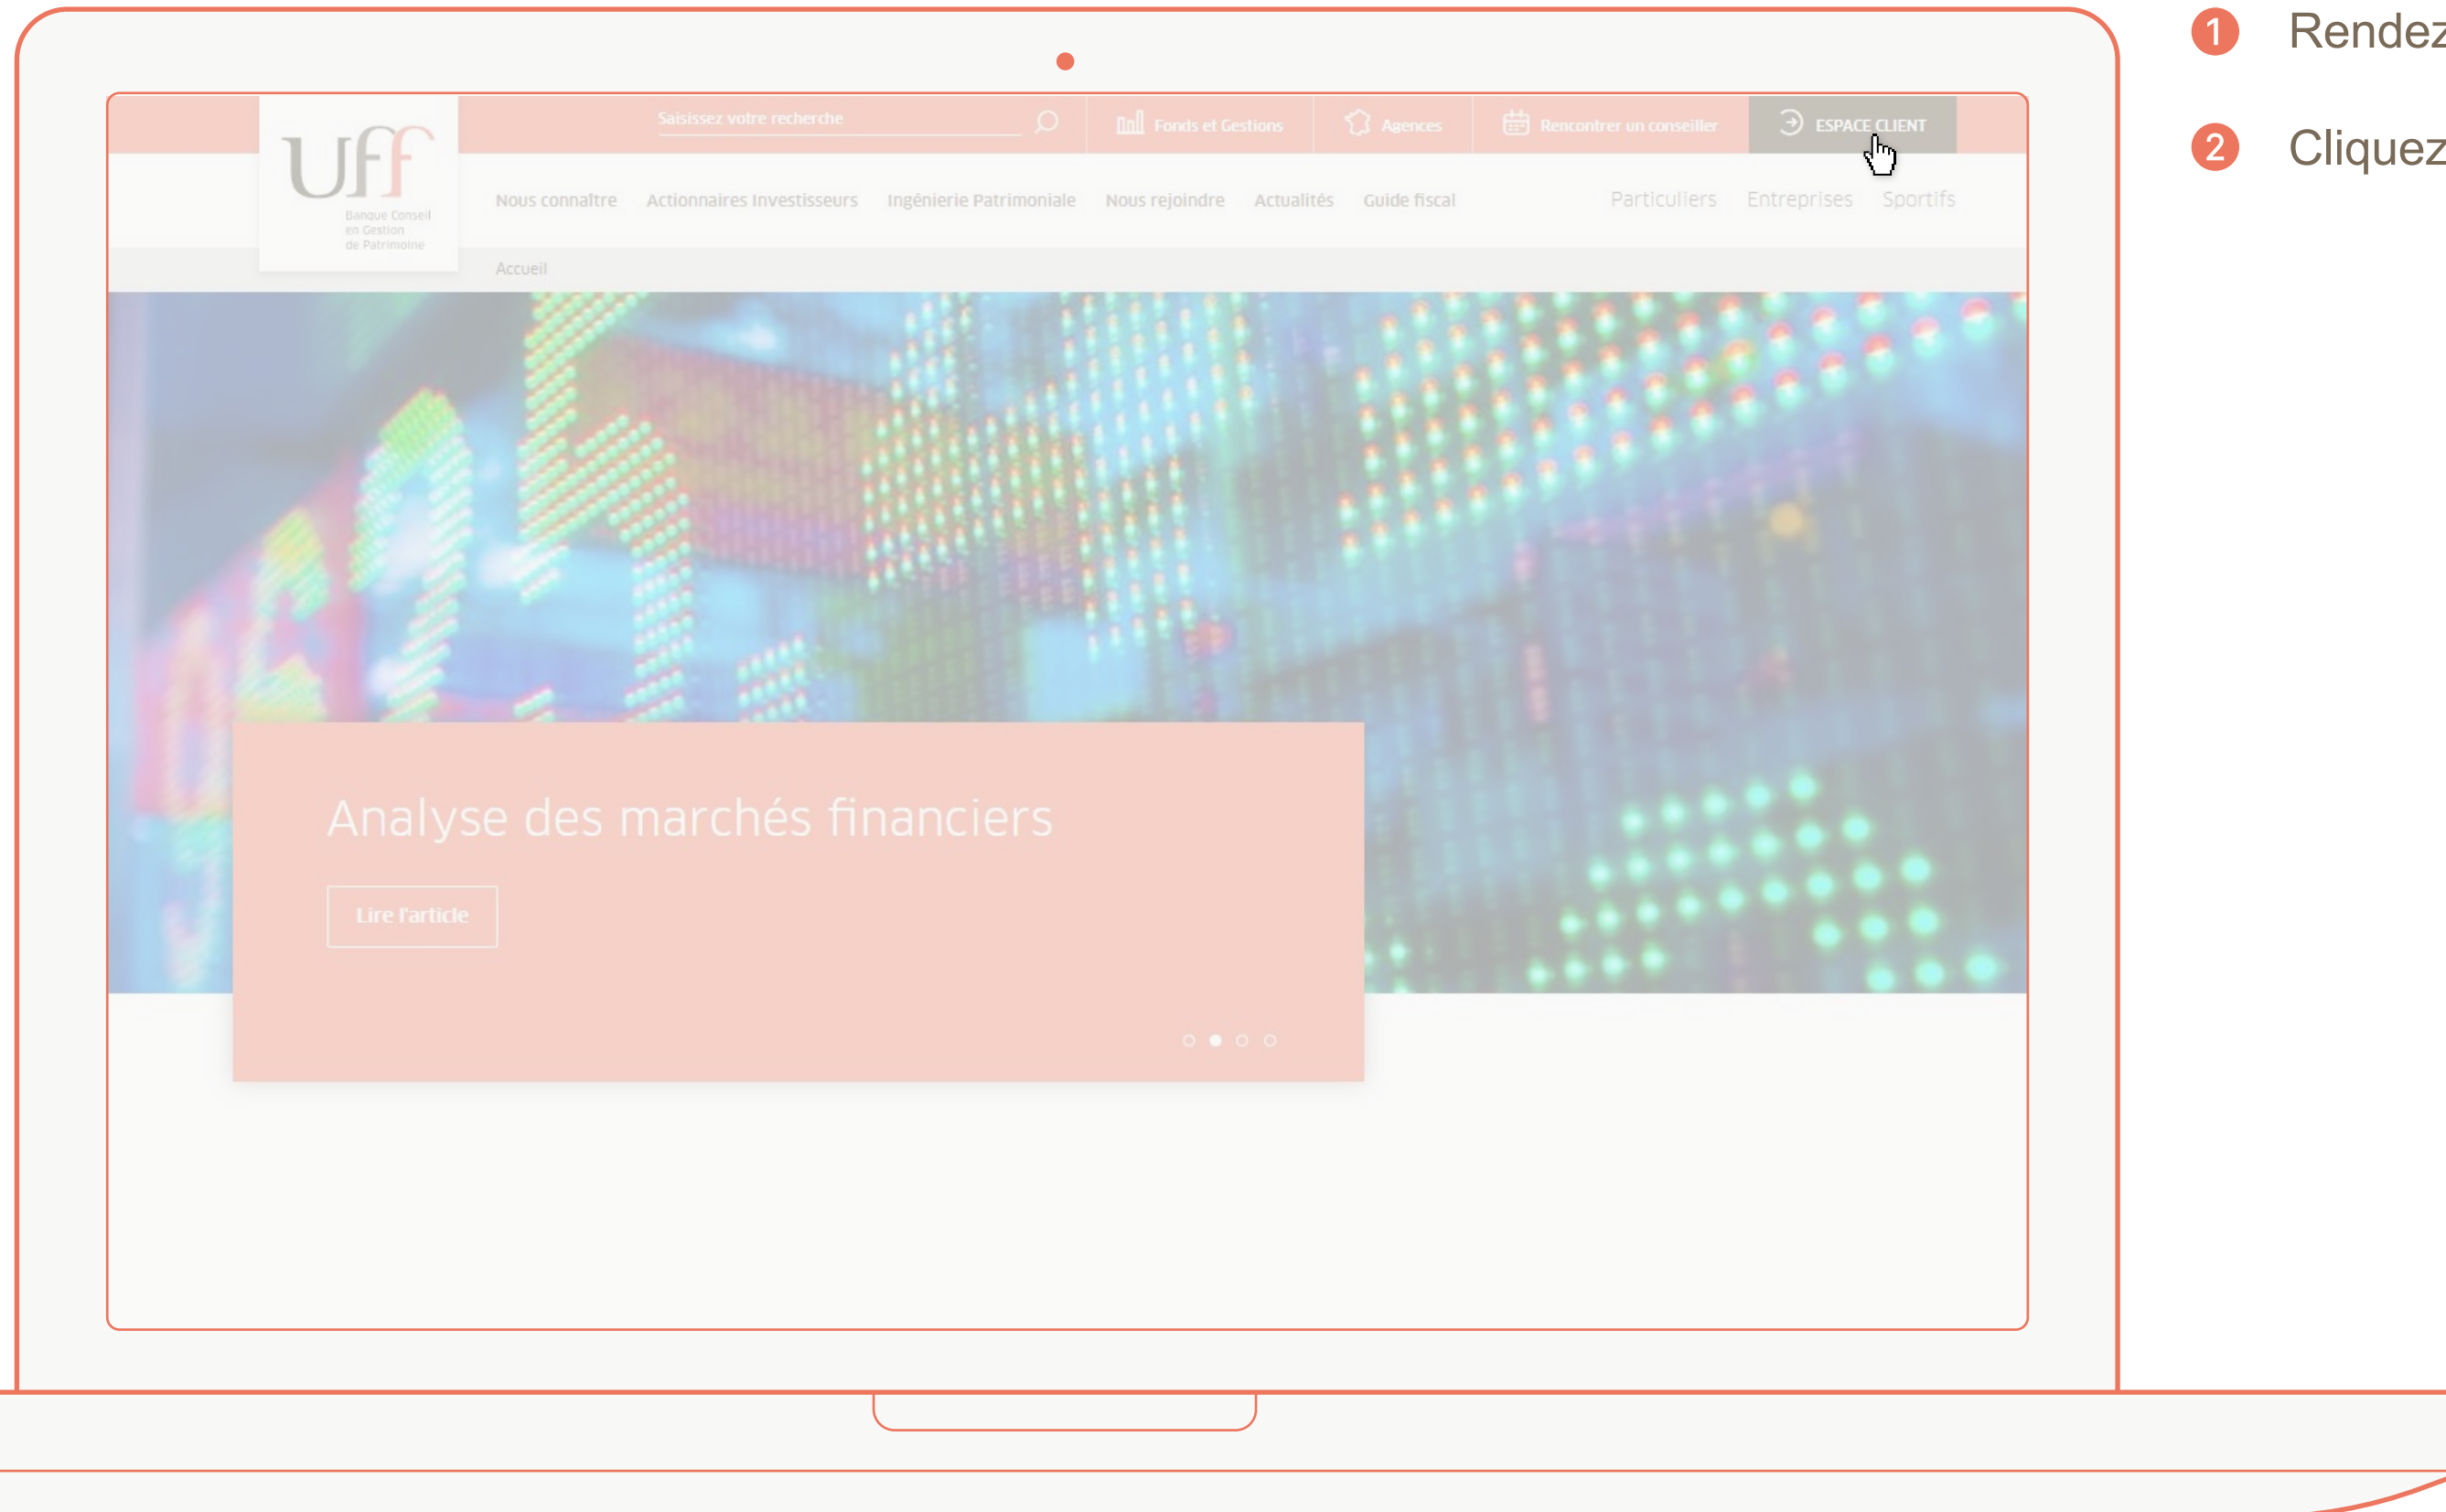 1 Rendez
2 Cliquez
Saisissez votre recherche
Fonds et Gestions
Agences
Rencontrer un conseiller
ESPACE CLIENT
Uff
Banque Conseil
en Gestion
de Patrimoine
Nous connaître Actionnaires Investisseurs Ingénierie Patrimoniale Nous rejoindre Actualités Guide fiscal
Particuliers Entreprises Sportifs
Accueil
Analyse des marchés financiers
Lire l'article